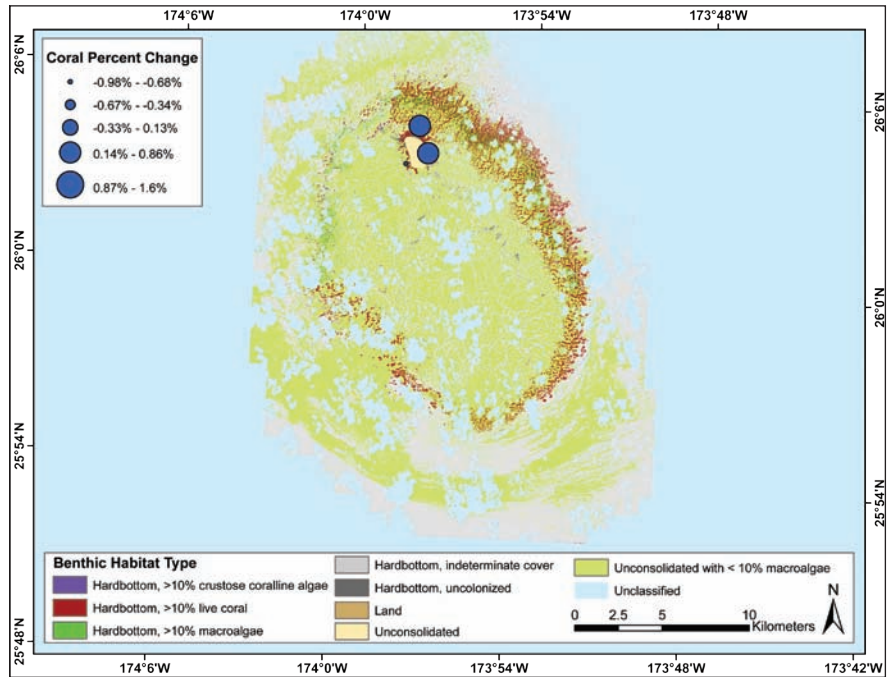 174°6'W 174°0'W 173°54'W 173°48'W
26°6'N
26°6'N
26°0'N
26°0'N
25°54'N
25°54'N
25°48'N
Coral Percent Change
-0.98% - -0.68%
-0.67% - -0.34%
-0.33% - 0.13%
0.14% - 0.86%
0.87% - 1.6%
Benthic Habitat Type
Hardbottom, >10% crustose coralline algae
Hardbottom, >10% live coral
Hardbottom, >10% macroalgae
Hardbottom, indeterminate cover
Hardbottom, uncolonized
Land
Unconsolidated
Unconsolidated with < 10% macroalgae
Unclassified
0 2.5 5 10
Kilometers
N
174°6'W 174°0'W 173°54'W 173°48'W 173°42'W